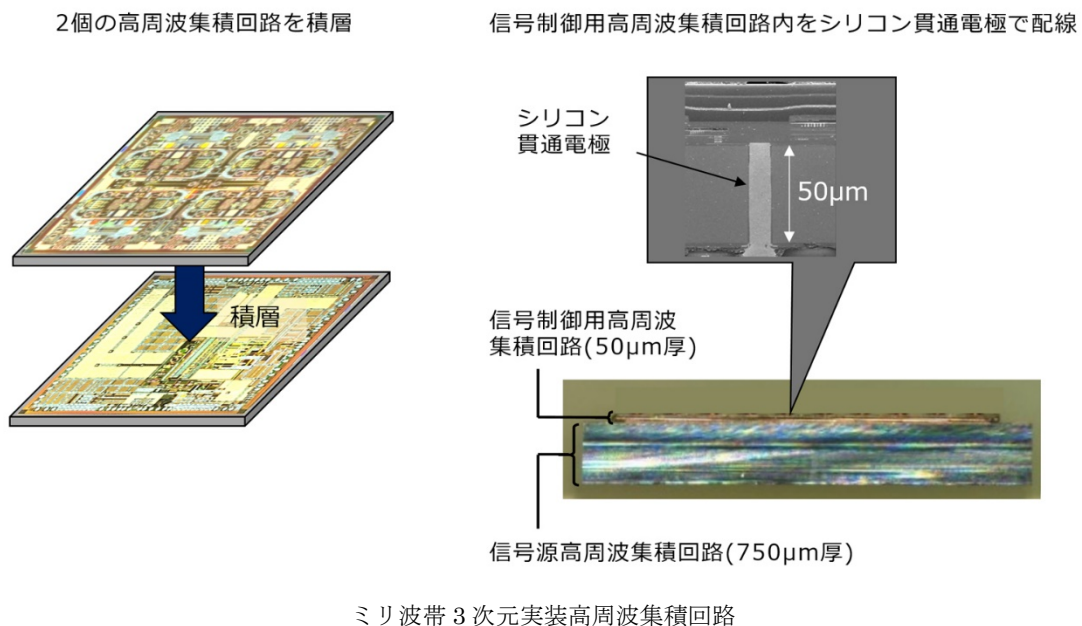 2個の高周波集積回路を積層
信号制御用高周波集積回路内をシリコン貫通電極で配線
シリコン
貫通電極
50μm
積層
信号制御用高周波
集積回路(50μm厚)
信号源高周波集積回路(750μm厚)
ミリ波帯3次元実装高周波集積回路